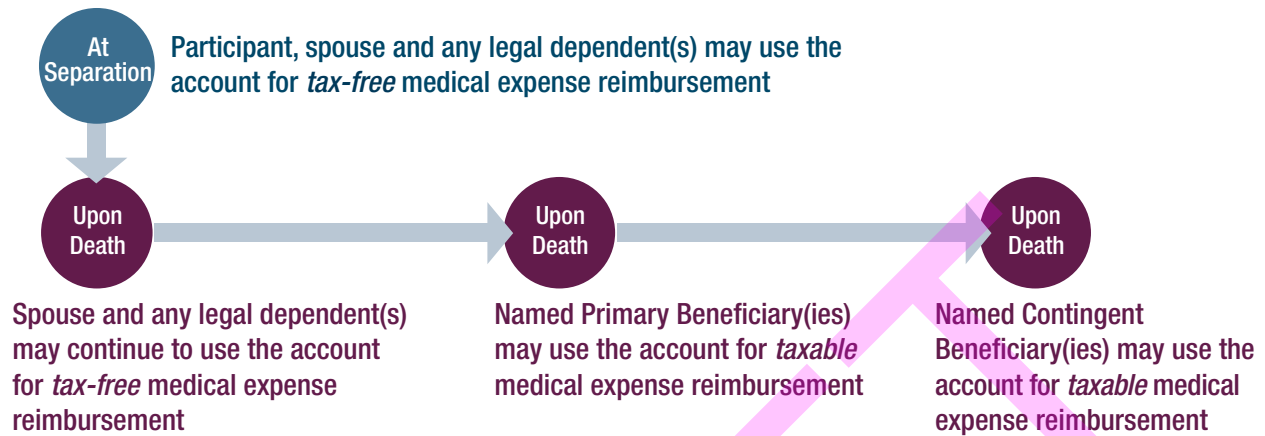 At
Separation
Participant, spouse and any legal dependent(s) may use the
account for tax-free medical expense reimbursement
Upon
Death
Upon
Death
Upon
Death
Spouse and any legal dependent(s)
may continue to use the account
for tax-free medical expense
reimbursement
Named Primary Beneficiary(ies)
may use the account for taxable
medical expense reimbursement
Named Contingent
Beneficiary(ies) may use the
account for taxable medical
expense reimbursement